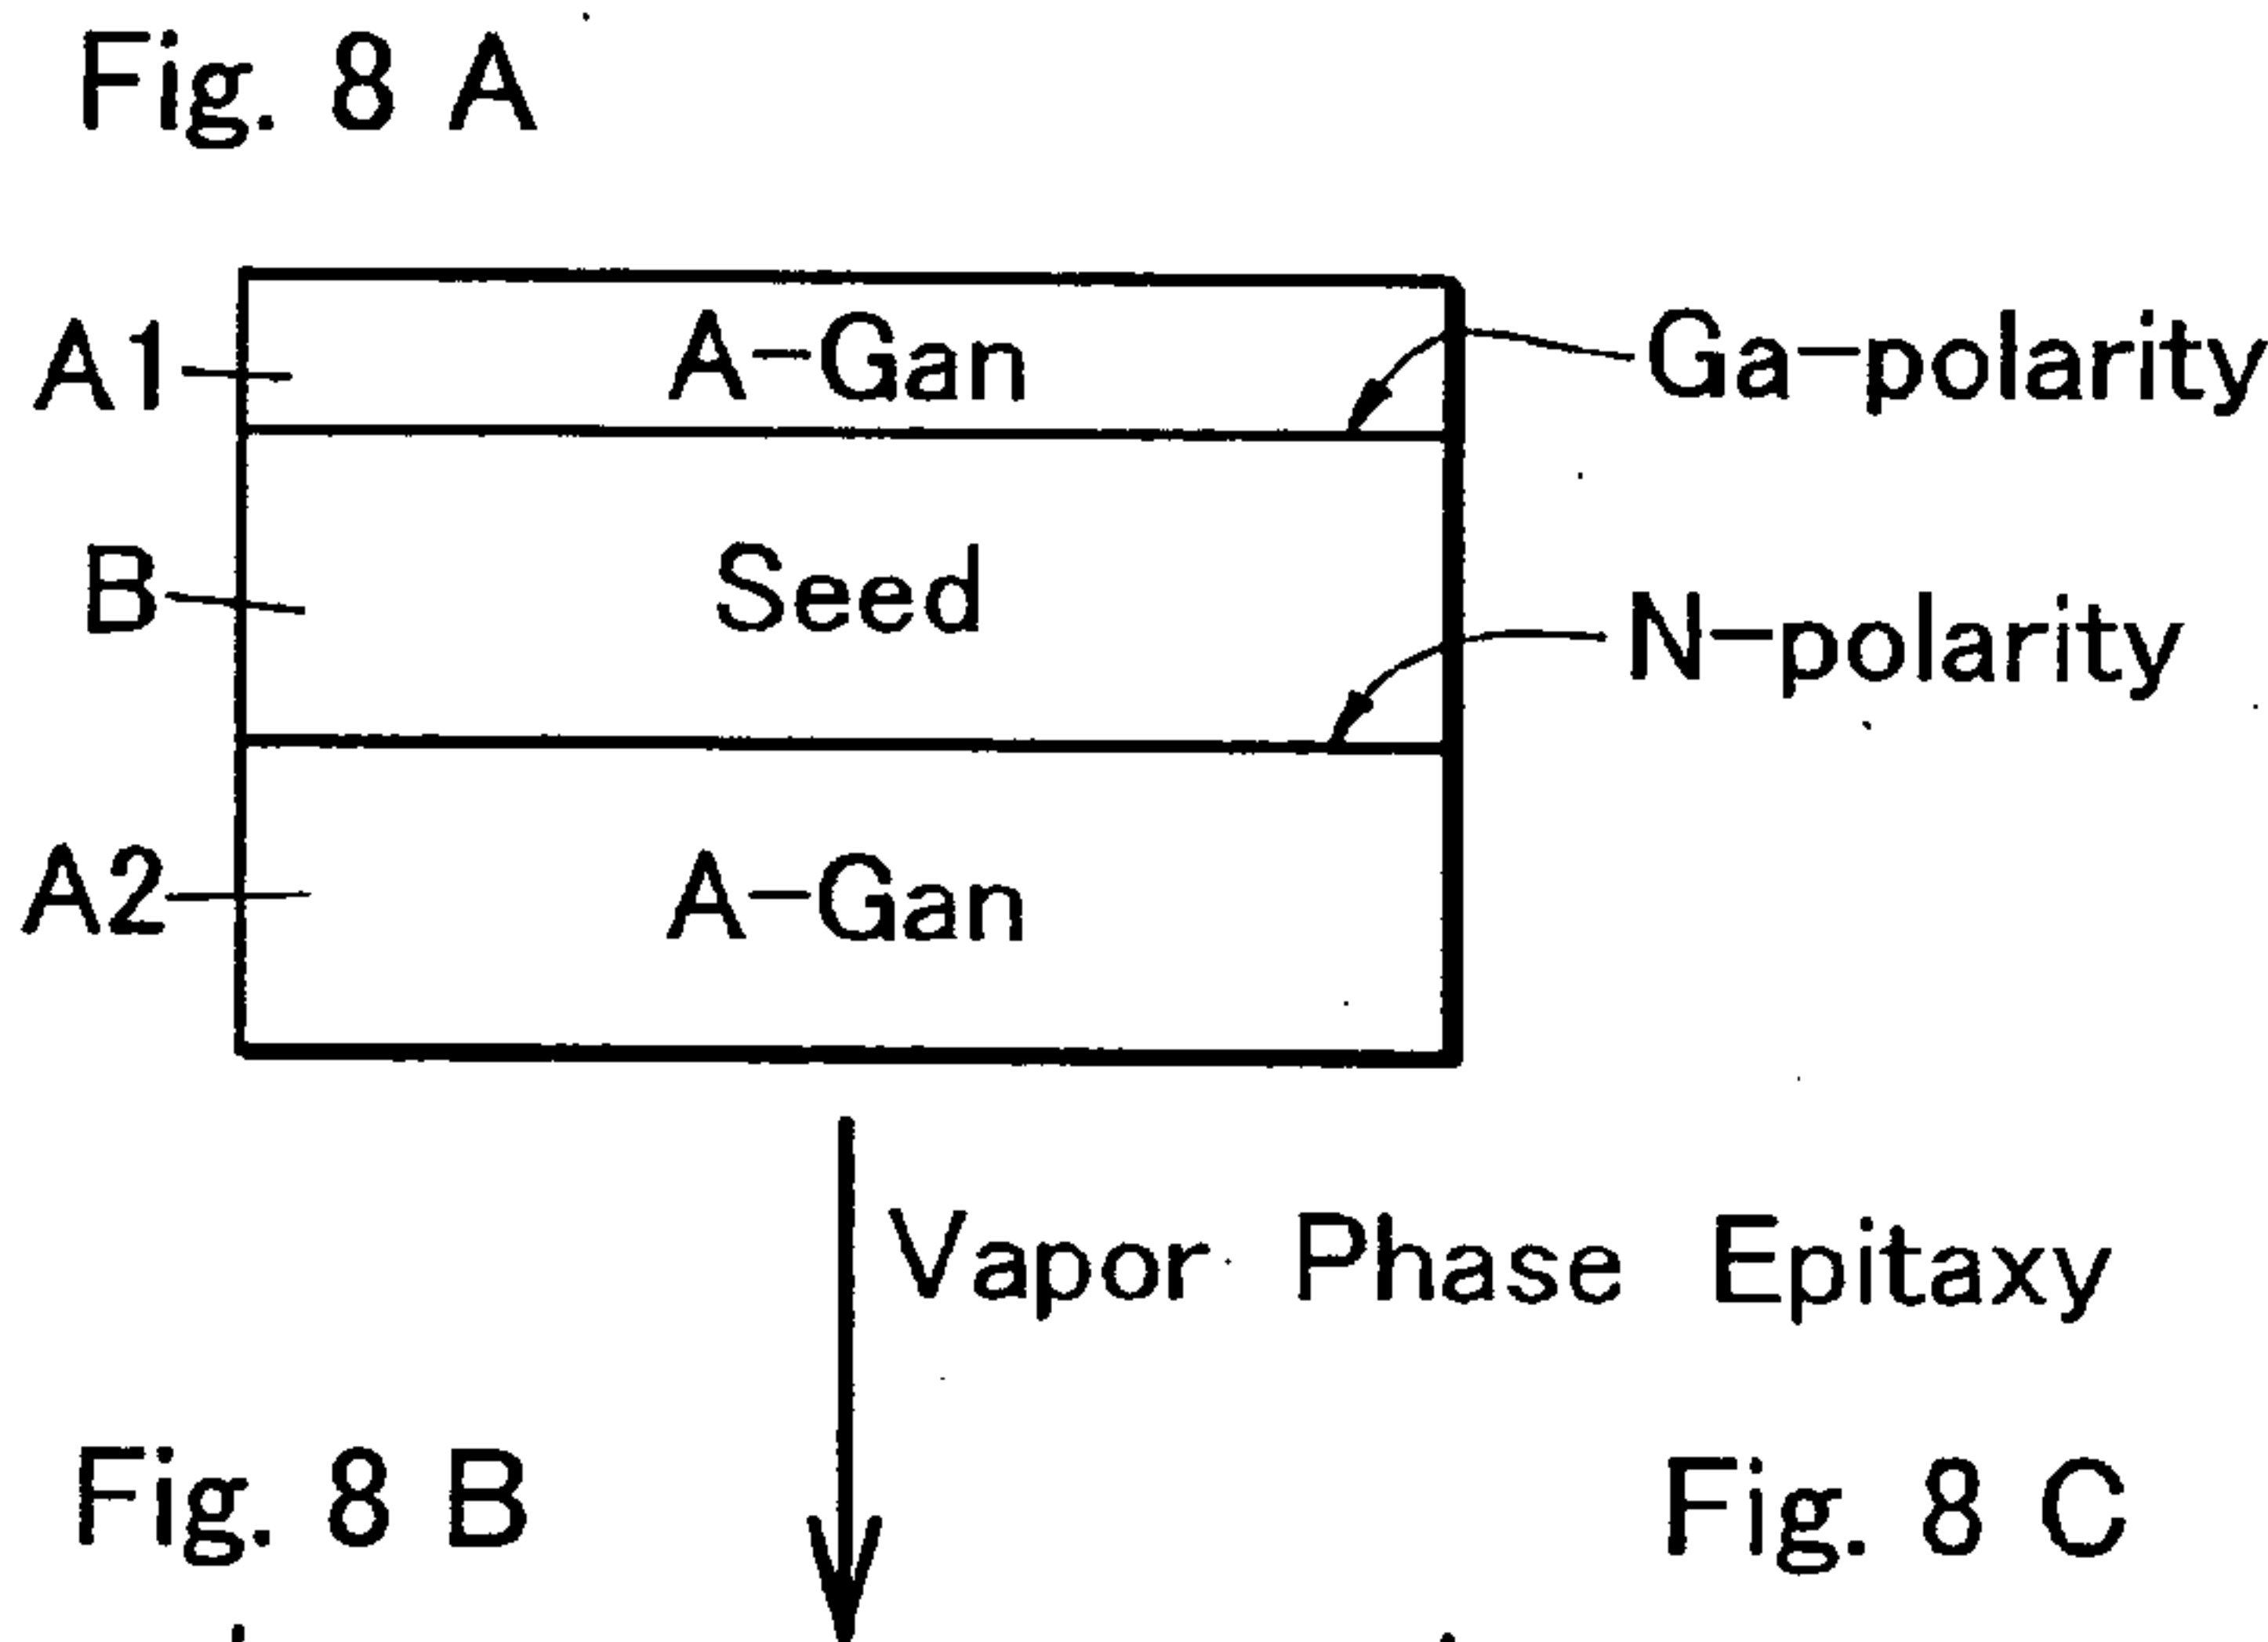 Fig. 8 A
A1
A-Gan
Ga-polarity
B
Seed
N-polarity
A2
A-Gan
Vapor Phase Epitaxy
Fig. 8 B
Fig. 8 C